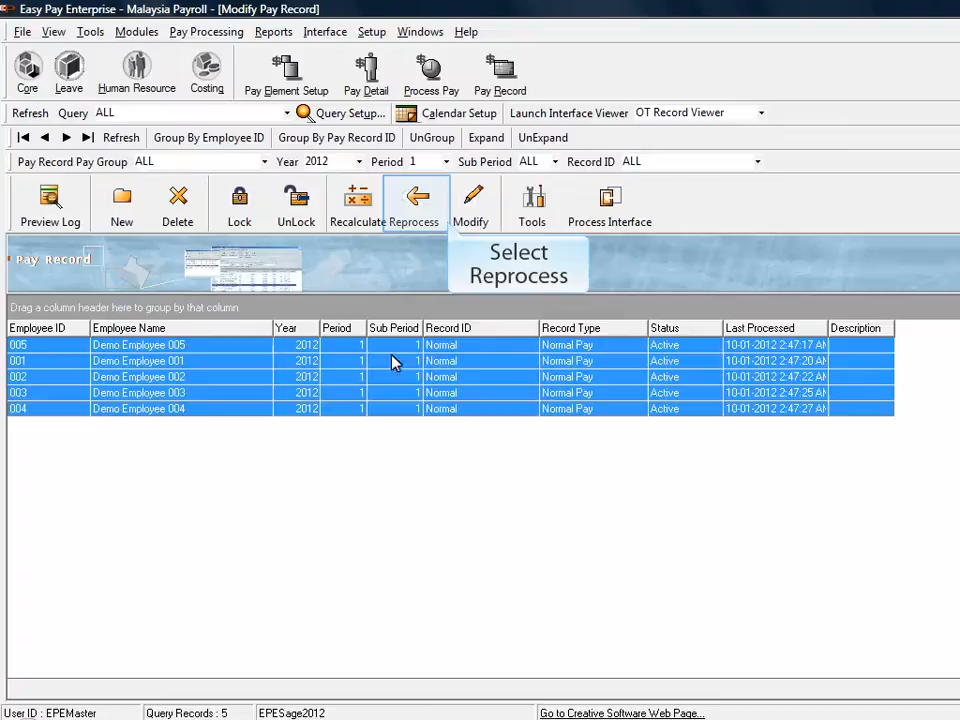 Easy Pay Enterprise - Malaysia Payroll - [Modify Pay Record]
File View Tools Modules Pay Processing Reports Interface Setup Windows Help
Core Leave Human Resource Costing Pay Element Setup Pay Detail Process Pay Pay Record
Refresh Query ALL Query Setup... Calendar Setup Launch Interface Viewer OT Record Viewer
Refresh Group By Employee ID Group By Pay Record ID UnGroup Expand UnExpand
Pay Record Pay Group ALL Year 2012 Period 1 Sub Period ALL Record ID ALL
Preview Log New Delete Lock UnLock Recalculate Reprocess Modify Tools Process Interface
Select
Reprocess
Pay Record
Drag a column header here to group by that column
Employee ID Employee Name Year Period Sub Period Record ID Record Type Status Last Processed Description
005 Demo Employee 005 2012 1 1 Normal Normal Pay Active 10-01-2012 2:47:17 AM
001 Demo Employee 001 2012 1 1 Normal Normal Pay Active 10-01-2012 2:47:20 AM
002 Demo Employee 002 2012 1 1 Normal Normal Pay Active 10-01-2012 2:47:22 AM
003 Demo Employee 003 2012 1 1 Normal Normal Pay Active 10-01-2012 2:47:25 AM
004 Demo Employee 004 2012 1 1 Normal Normal Pay Active 10-01-2012 2:47:27 AM
User ID : EPEMaster Query Records : 5 EPESage2012 Go to Creative Software Web Page...